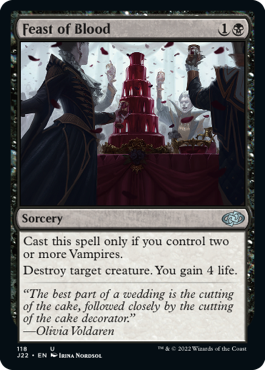 Feast of Blood 1
Sorcery
Cast this spell only if you control two
or more Vampires.
Destroy target creature. You gain 4 life.
“The best part of a wedding is the cutting
of the cake, followed closely by the cutting
of the cake decorator.”
—Olivia Voldaren
118 U
J22 • EN Irina Nordsol ™ & © 2022 Wizards of the Coast